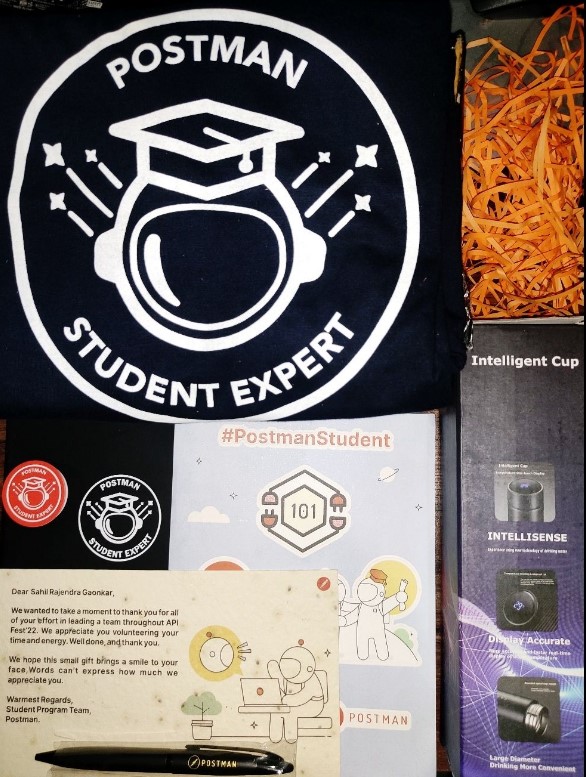 POSTMAN
STUDENT EXPERT
Intelligent Cup
Intelligent Cup
INTELLISENSE
Display Accurate
Large Diameter
Drinking More Convenient
#PostmanStudent
101
POSTMAN
STUDENT EXPERT
POSTMAN
STUDENT EXPERT
Dear Sahil Rajendra Gaonkar,
We wanted to take a moment to thank you for all
of your effort in leading a team throughout API
Fest'22. We appreciate you volunteering your
time and energy. Well done, and thank you.
We hope this small gift brings a smile to your
face. Words can't express how much we
appreciate you.
Warmest Regards,
Student Program Team,
Postman.
POSTMAN
POSTMAN